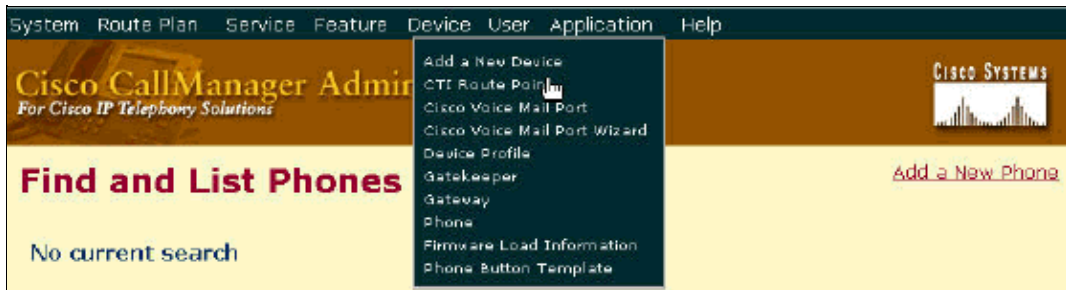 System Route Plan Service Feature Device User Application Help
Cisco CallManager Admi
For Cisco IP Telephony Solutions
CISCO SYSTEMS
Add a New Device
CTI Route Poin
Cisco Voice Mail Port
Cisco Voice Mail Port Wizard
Device Profile
Gatekeeper
Gateway
Phone
Firmware Load Information
Phone Button Template
Find and List Phones
Add a New Phone
No current search